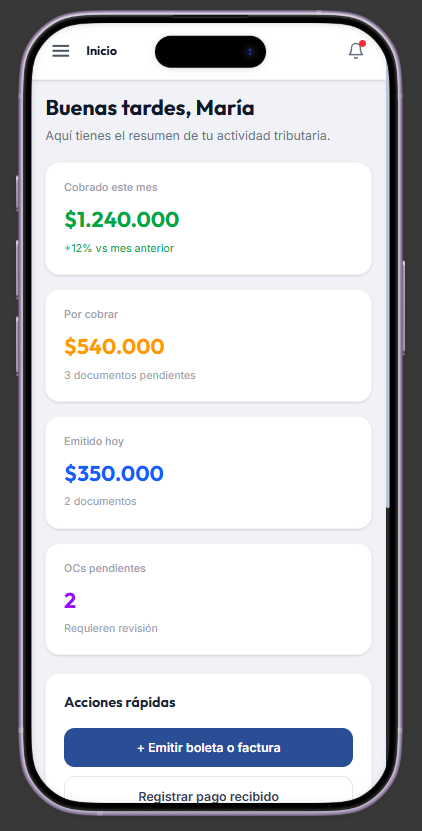 Inicio
Buenas tardes, María
Aquí tienes el resumen de tu actividad tributaria.
Cobrado este mes
$1.240.000
+12% vs mes anterior
Por cobrar
$540.000
3 documentos pendientes
Emitido hoy
$350.000
2 documentos
OCs pendientes
2
Requieren revisión
Acciones rápidas
+ Emitir boleta o factura
Registrar pago recibido